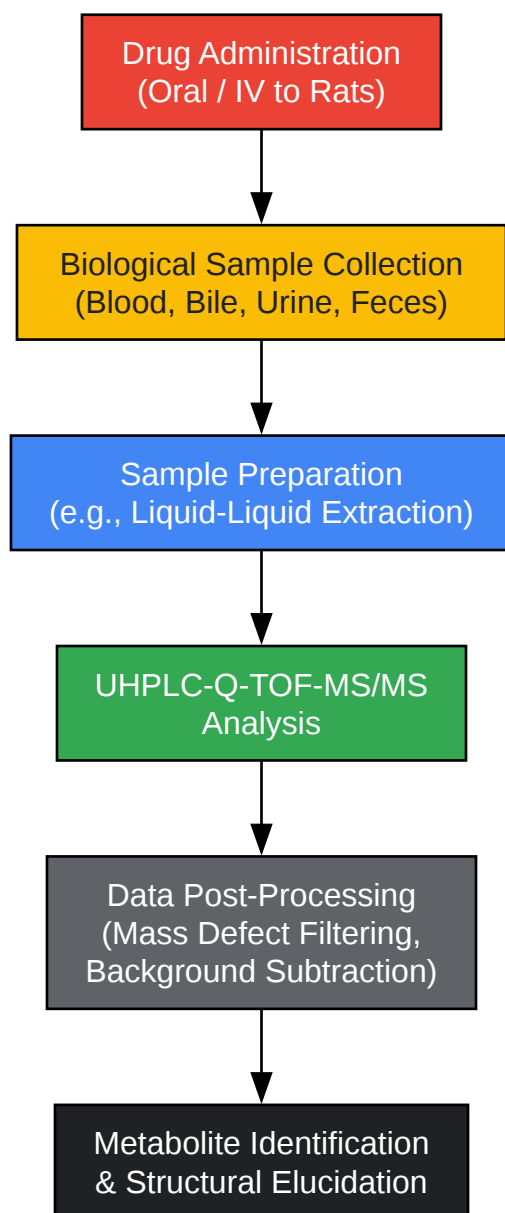 Drug Administration
(Oral / IV to Rats)
Biological Sample Collection
(Blood, Bile, Urine, Feces)
Sample Preparation
(e.g., Liquid-Liquid Extraction)
UHPLC-Q-TOF-MS/MS
Analysis
Data Post-Processing
(Mass Defect Filtering,
Background Subtraction)
Metabolite Identification
& Structural Elucidation